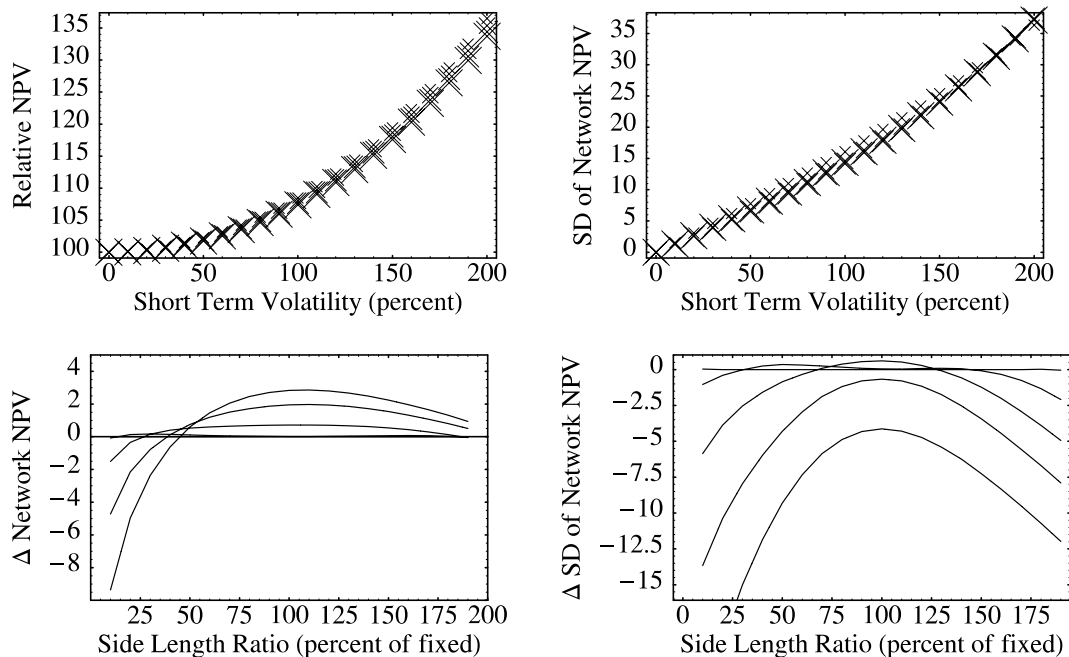 135
130
125
120
115
110
105
100
Relative NPV
0 50 100 150 200
Short Term Volatility (percent)
35
30
25
20
15
10
5
0
SD of Network NPV
0 50 100 150 200
Short Term Volatility (percent)
4
2
0
−2
−4
−6
−8
Δ Network NPV
25 50 75 100 125 150 175 200
Side Length Ratio (percent of fixed)
0
−2.5
−5
−7.5
−10
−12.5
−15
Δ SD of Network NPV
0 25 50 75 100 125 150 175
Side Length Ratio (percent of fixed)